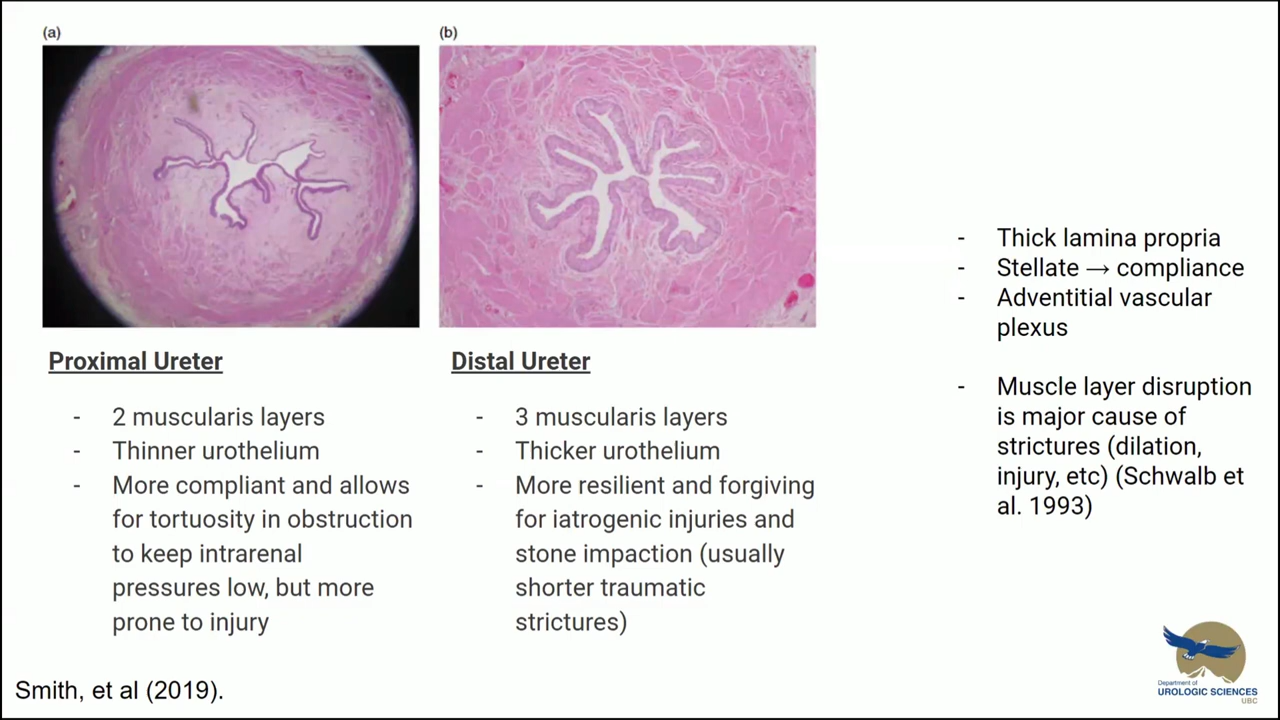 (a)
(b)
Proximal Ureter
- 2 muscularis layers
- Thinner urothelium
- More compliant and allows
for tortuosity in obstruction
to keep intrarenal
pressures low, but more
prone to injury
Distal Ureter
- 3 muscularis layers
- Thicker urothelium
- More resilient and forgiving
for iatrogenic injuries and
stone impaction (usually
shorter traumatic
strictures)
- Thick lamina propria
- Stellate → compliance
- Adventitial vascular
plexus
- Muscle layer disruption
is major cause of
strictures (dilation,
injury, etc) (Schwalb et
al. 1993)
Smith, et al (2019).
Department of
UROLOGIC SCIENCES
UBC